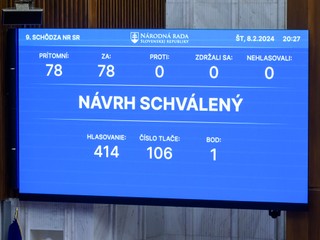 9. SCHÔDZA NR SR
NÁRODNÁ RADA
SLOVENSKEJ REPUBLIKY
ŠT, 8.2.2024 20:27
PRÍTOMNÍ: ZA: PROTI: ZDRŽALI SA: NEHLASOVALI:
78 78 0 0 0
NÁVRH SCHVÁLENÝ
HLASOVANIE: ČÍSLO TLAČE: BOD:
414 106 1